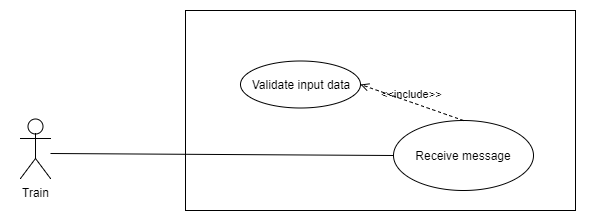 Validate input data
<<include>>
Receive message
Train